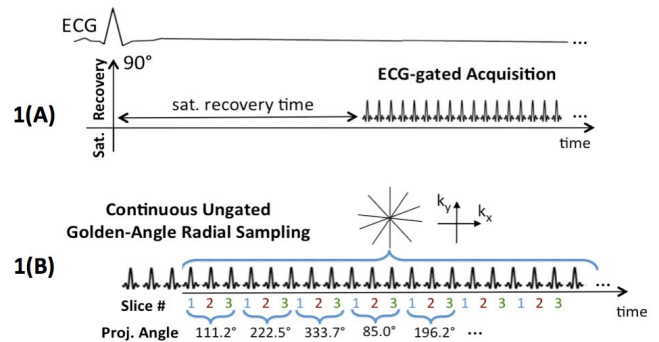 ECG
...
90°
Sat. Recovery
ECG-gated Acquisition
1(A)
sat. recovery time
...
time
Continuous Ungated
Golden-Angle Radial Sampling
ky
kx
1(B)
...
Slice # 1 2 3 1 2 3 1 2 3 1 2 3 1 2 3 1 2 3 1 2 3
time
Proj. Angle 111.2° 222.5° 333.7° 85.0° 196.2° ...